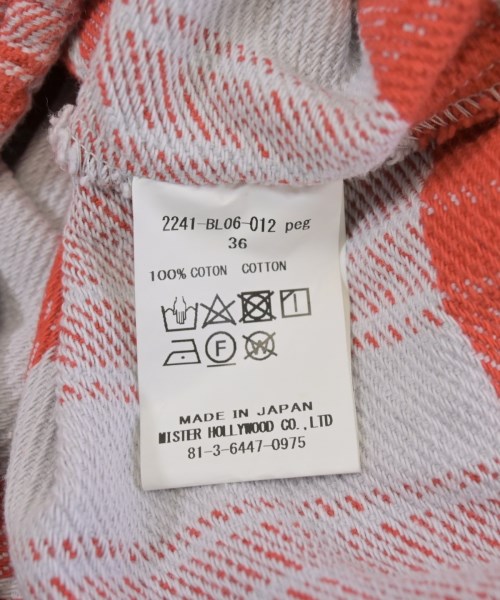 2241-BL06-012 peg
36
100% COTON COTTON
F
W
MADE IN JAPAN
MISTER HOLLYWOOD CO.,LTD
81-3-6447-0975